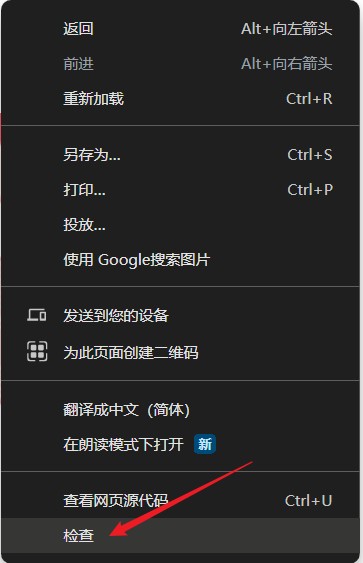 返回 Alt+向左箭头
前进 Alt+向右箭头
重新加载 Ctrl+R
另存为... Ctrl+S
打印... Ctrl+P
投放...
使用 Google搜索图片
发送到您的设备
为此页面创建二维码
翻译成中文（简体）
在朗读模式下打开 新
查看网页源代码 Ctrl+U
检查